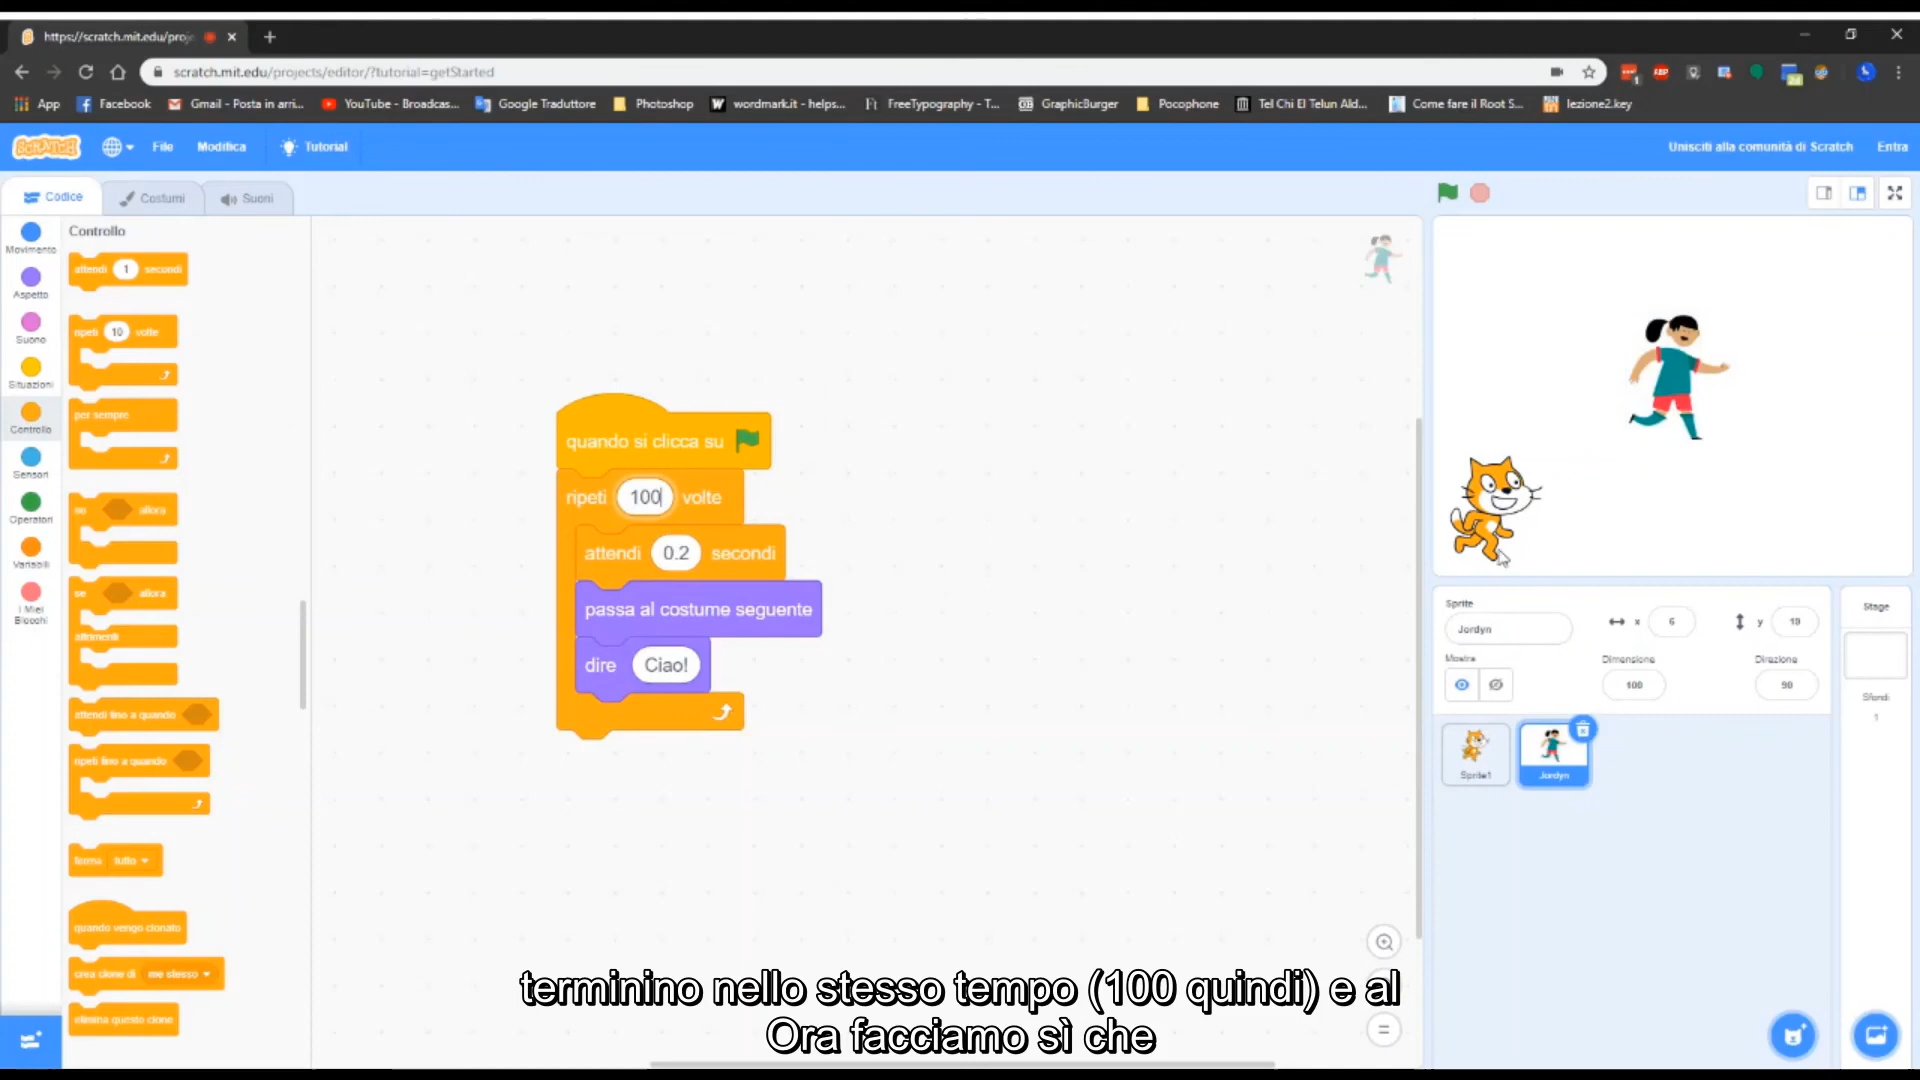 https://scratch.mit.edu/proje
scratch.mit.edu/projects/editor/?tutorial=getStarted
App Facebook Gmail - Posta in arri... YouTube - Broadcas... Google Traduttore Photoshop wordmark.it - helps... FreeTypography - T... GraphicBurger Pocophone Tel Chi El Telun Ald... Come fare il Root S... lezione2.key
SCRATCH File Modifica Tutorial Unisciti alla comunità di Scratch Entra
Codice Costumi Suoni
Movimento
Aspetto
Suono
Situazioni
Controllo
Sensori
Operatori
Variabili
I Miei
Blocchi
Controllo
attendi 1 secondi
ripeti 10 volte
per sempre
se allora
se allora
altrimenti
attendi fino a quando
ripeti fino a quando
ferma tutto
quando vengo clonato
crea clone di me stesso
elimina questo clone
quando si clicca su
ripeti 100 volte
attendi 0.2 secondi
passa al costume seguente
dire Ciao!
Sprite
Jordyn x 6 y 19
Mostra Dimensione Direzione
100 90
Sprite1 Jordyn
Stage
Sfondi
1
terminino nello stesso tempo (100 quindi) e al
Ora facciamo sì che